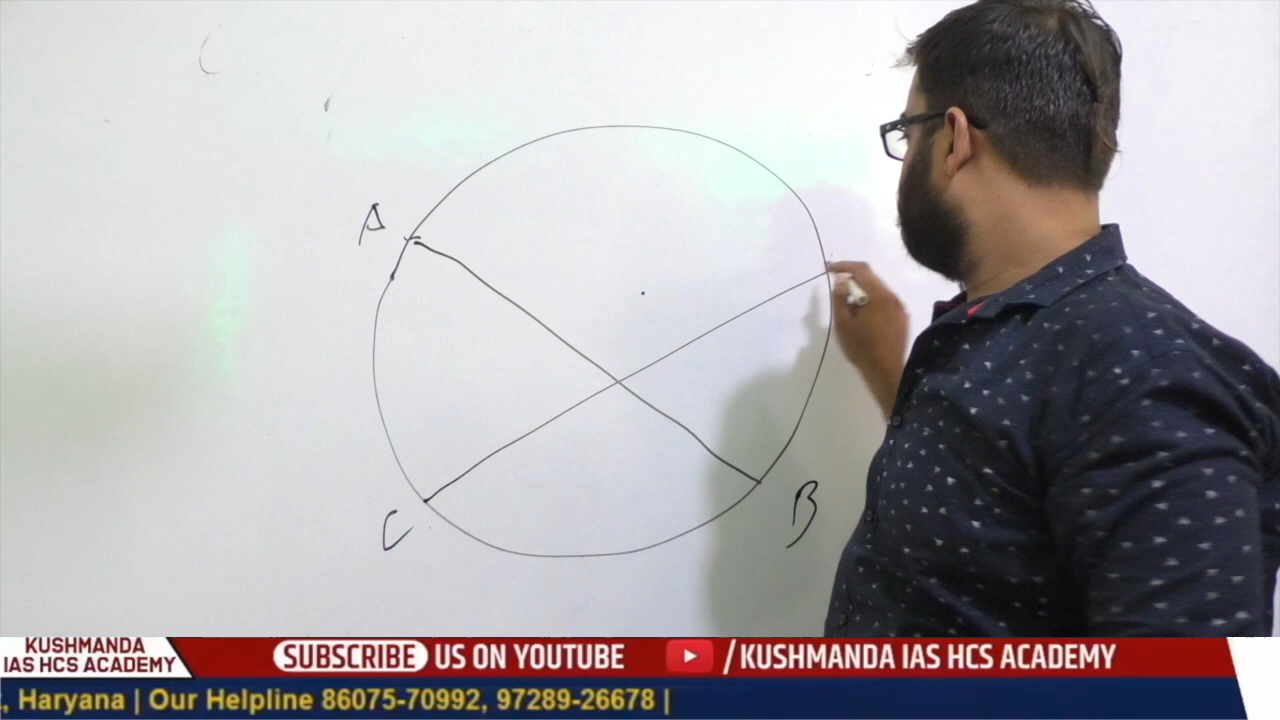 A
C
B
KUSHMANDA
IAS HCS ACADEMY
SUBSCRIBE US ON YOUTUBE
/KUSHMANDA IAS HCS ACADEMY
, Haryana | Our Helpline 86075-70992, 97289-26678 |